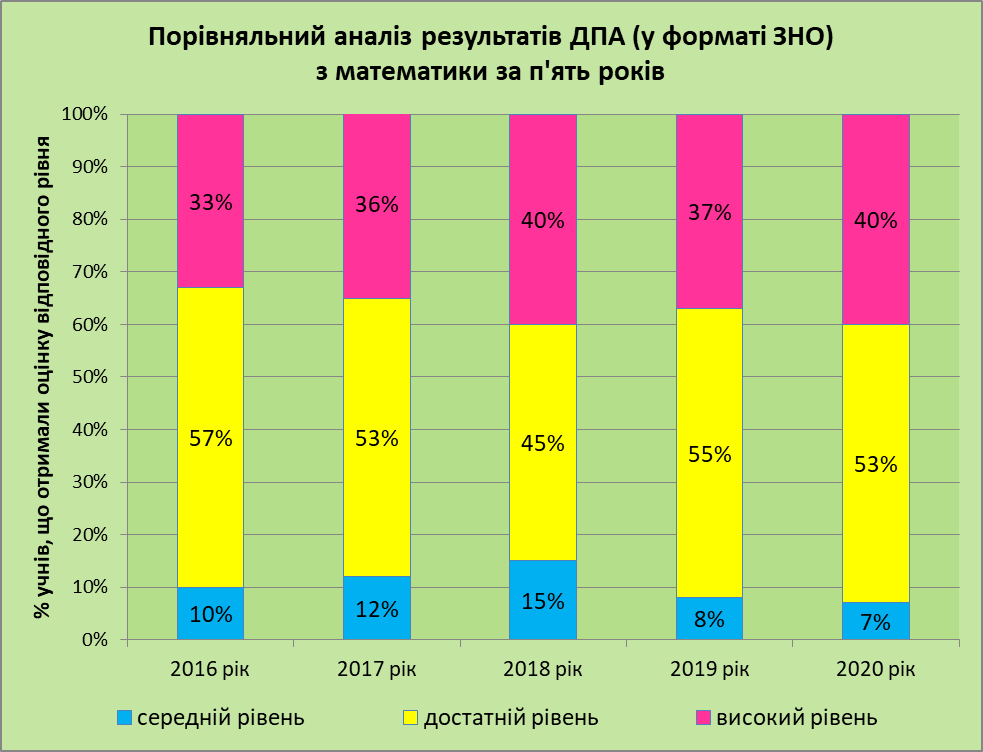 Порівняльний аналіз результатів ДПА (у форматі ЗНО)
з математики за п'ять років
% учнів, що отримали оцінку відповідного рівня
100%
90%
80%
70%
60%
50%
40%
30%
20%
10%
0%
33%
36%
40%
37%
40%
57%
53%
45%
55%
53%
10%
12%
15%
8%
7%
2016 рік
2017 рік
2018 рік
2019 рік
2020 рік
середній рівень
достатній рівень
високий рівень